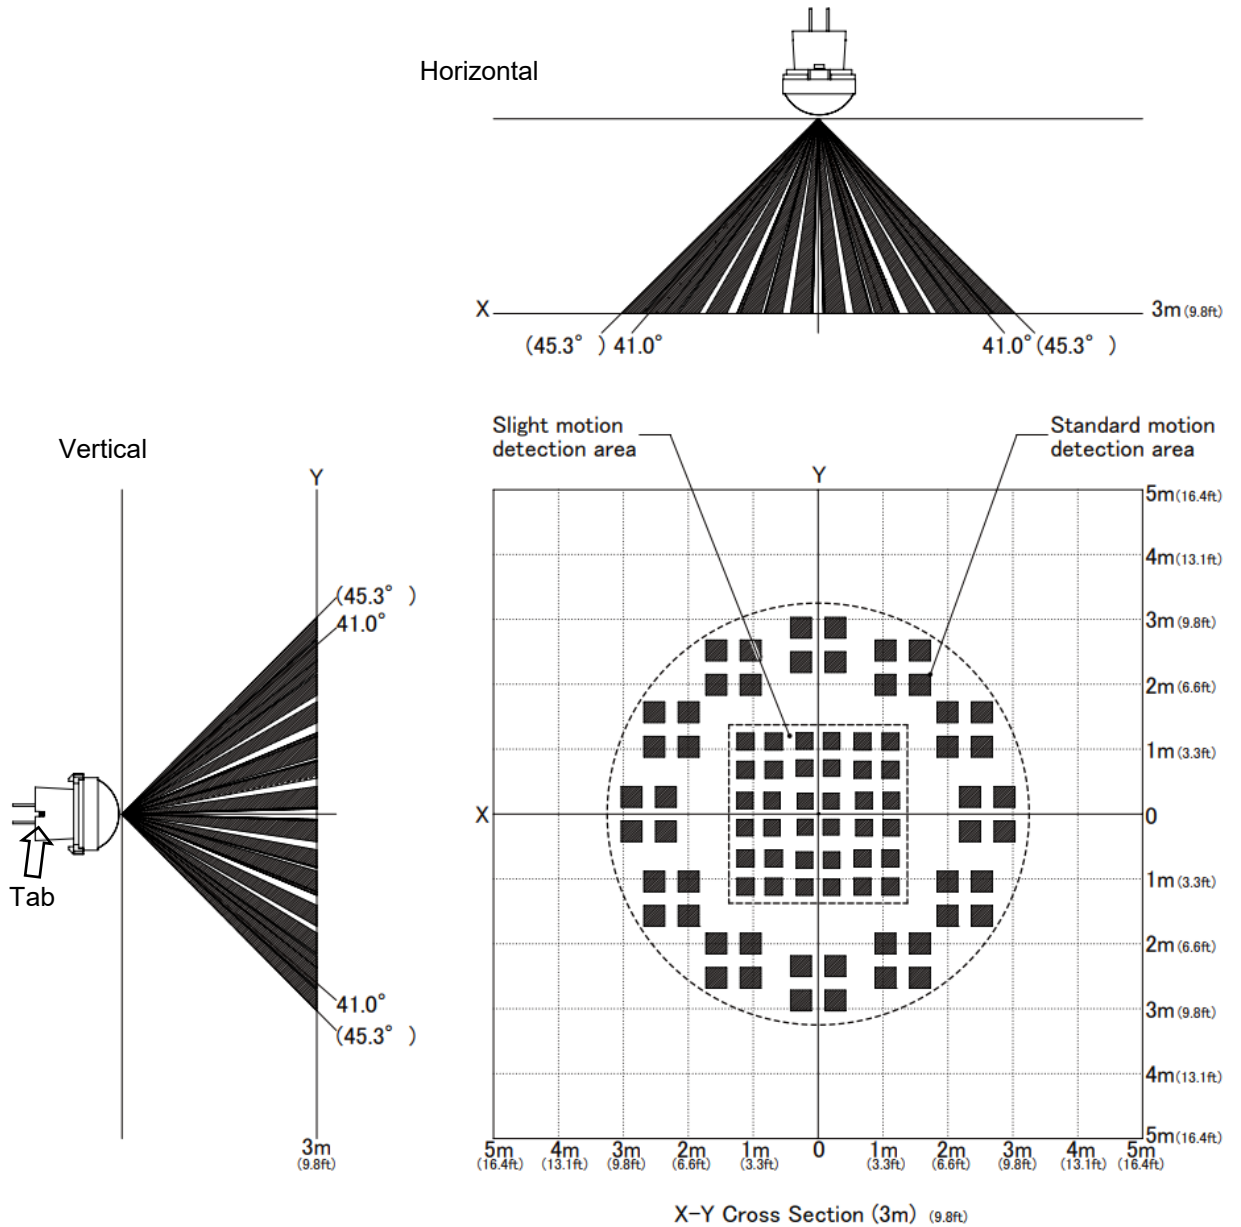 Horizontal
X
3m (9.8ft)
(45.3° ) 41.0°
41.0° (45.3° )
Vertical
Y
(45.3° )
41.0°
Tab
41.0°
(45.3° )
3m
(9.8ft)
Slight motion
detection area
Standard motion
detection area
Y
5m (16.4ft)
4m (13.1ft)
3m (9.8ft)
2m (6.6ft)
1m (3.3ft)
X
0
1m (3.3ft)
2m (6.6ft)
3m (9.8ft)
4m (13.1ft)
5m (16.4ft)
5m 4m 3m 2m 1m 0 1m 2m 3m 4m 5m
(16.4ft) (13.1ft) (9.8ft) (6.6ft) (3.3ft) (3.3ft) (6.6ft) (9.8ft) (13.1ft) (16.4ft)
X-Y Cross Section (3m) (9.8ft)